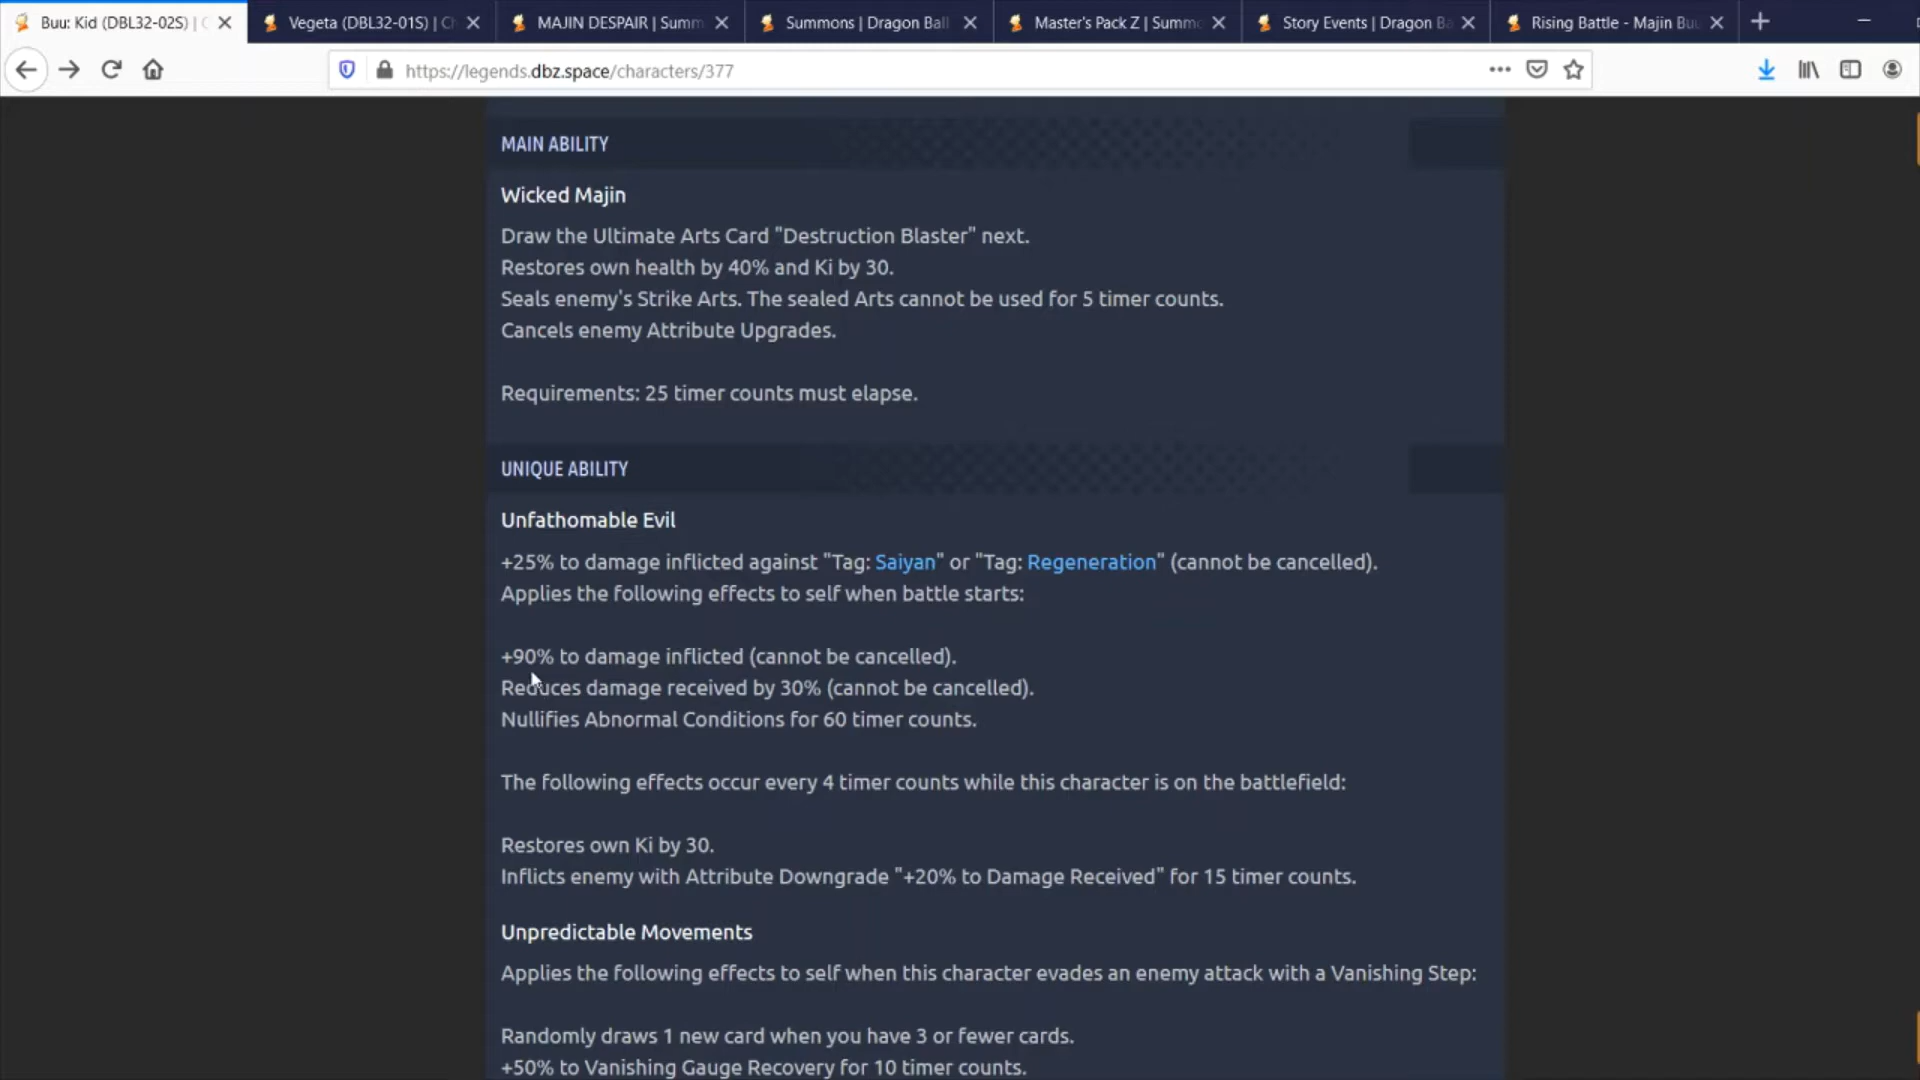 Buu: Kid (DBL32-02S) | C
Vegeta (DBL32-01S) | Ch
MAJIN DESPAIR | Summ
Summons | Dragon Ball
Master's Pack Z | Summo
Story Events | Dragon Ba
Rising Battle - Majin Buu
https://legends.dbz.space/characters/377
MAIN ABILITY
Wicked Majin
Draw the Ultimate Arts Card "Destruction Blaster" next.
Restores own health by 40% and Ki by 30.
Seals enemy's Strike Arts. The sealed Arts cannot be used for 5 timer counts.
Cancels enemy Attribute Upgrades.
Requirements: 25 timer counts must elapse.
UNIQUE ABILITY
Unfathomable Evil
+25% to damage inflicted against "Tag: Saiyan" or "Tag: Regeneration" (cannot be cancelled).
Applies the following effects to self when battle starts:
+90% to damage inflicted (cannot be cancelled).
Reduces damage received by 30% (cannot be cancelled).
Nullifies Abnormal Conditions for 60 timer counts.
The following effects occur every 4 timer counts while this character is on the battlefield:
Restores own Ki by 30.
Inflicts enemy with Attribute Downgrade "+20% to Damage Received" for 15 timer counts.
Unpredictable Movements
Applies the following effects to self when this character evades an enemy attack with a Vanishing Step:
Randomly draws 1 new card when you have 3 or fewer cards.
+50% to Vanishing Gauge Recovery for 10 timer counts.